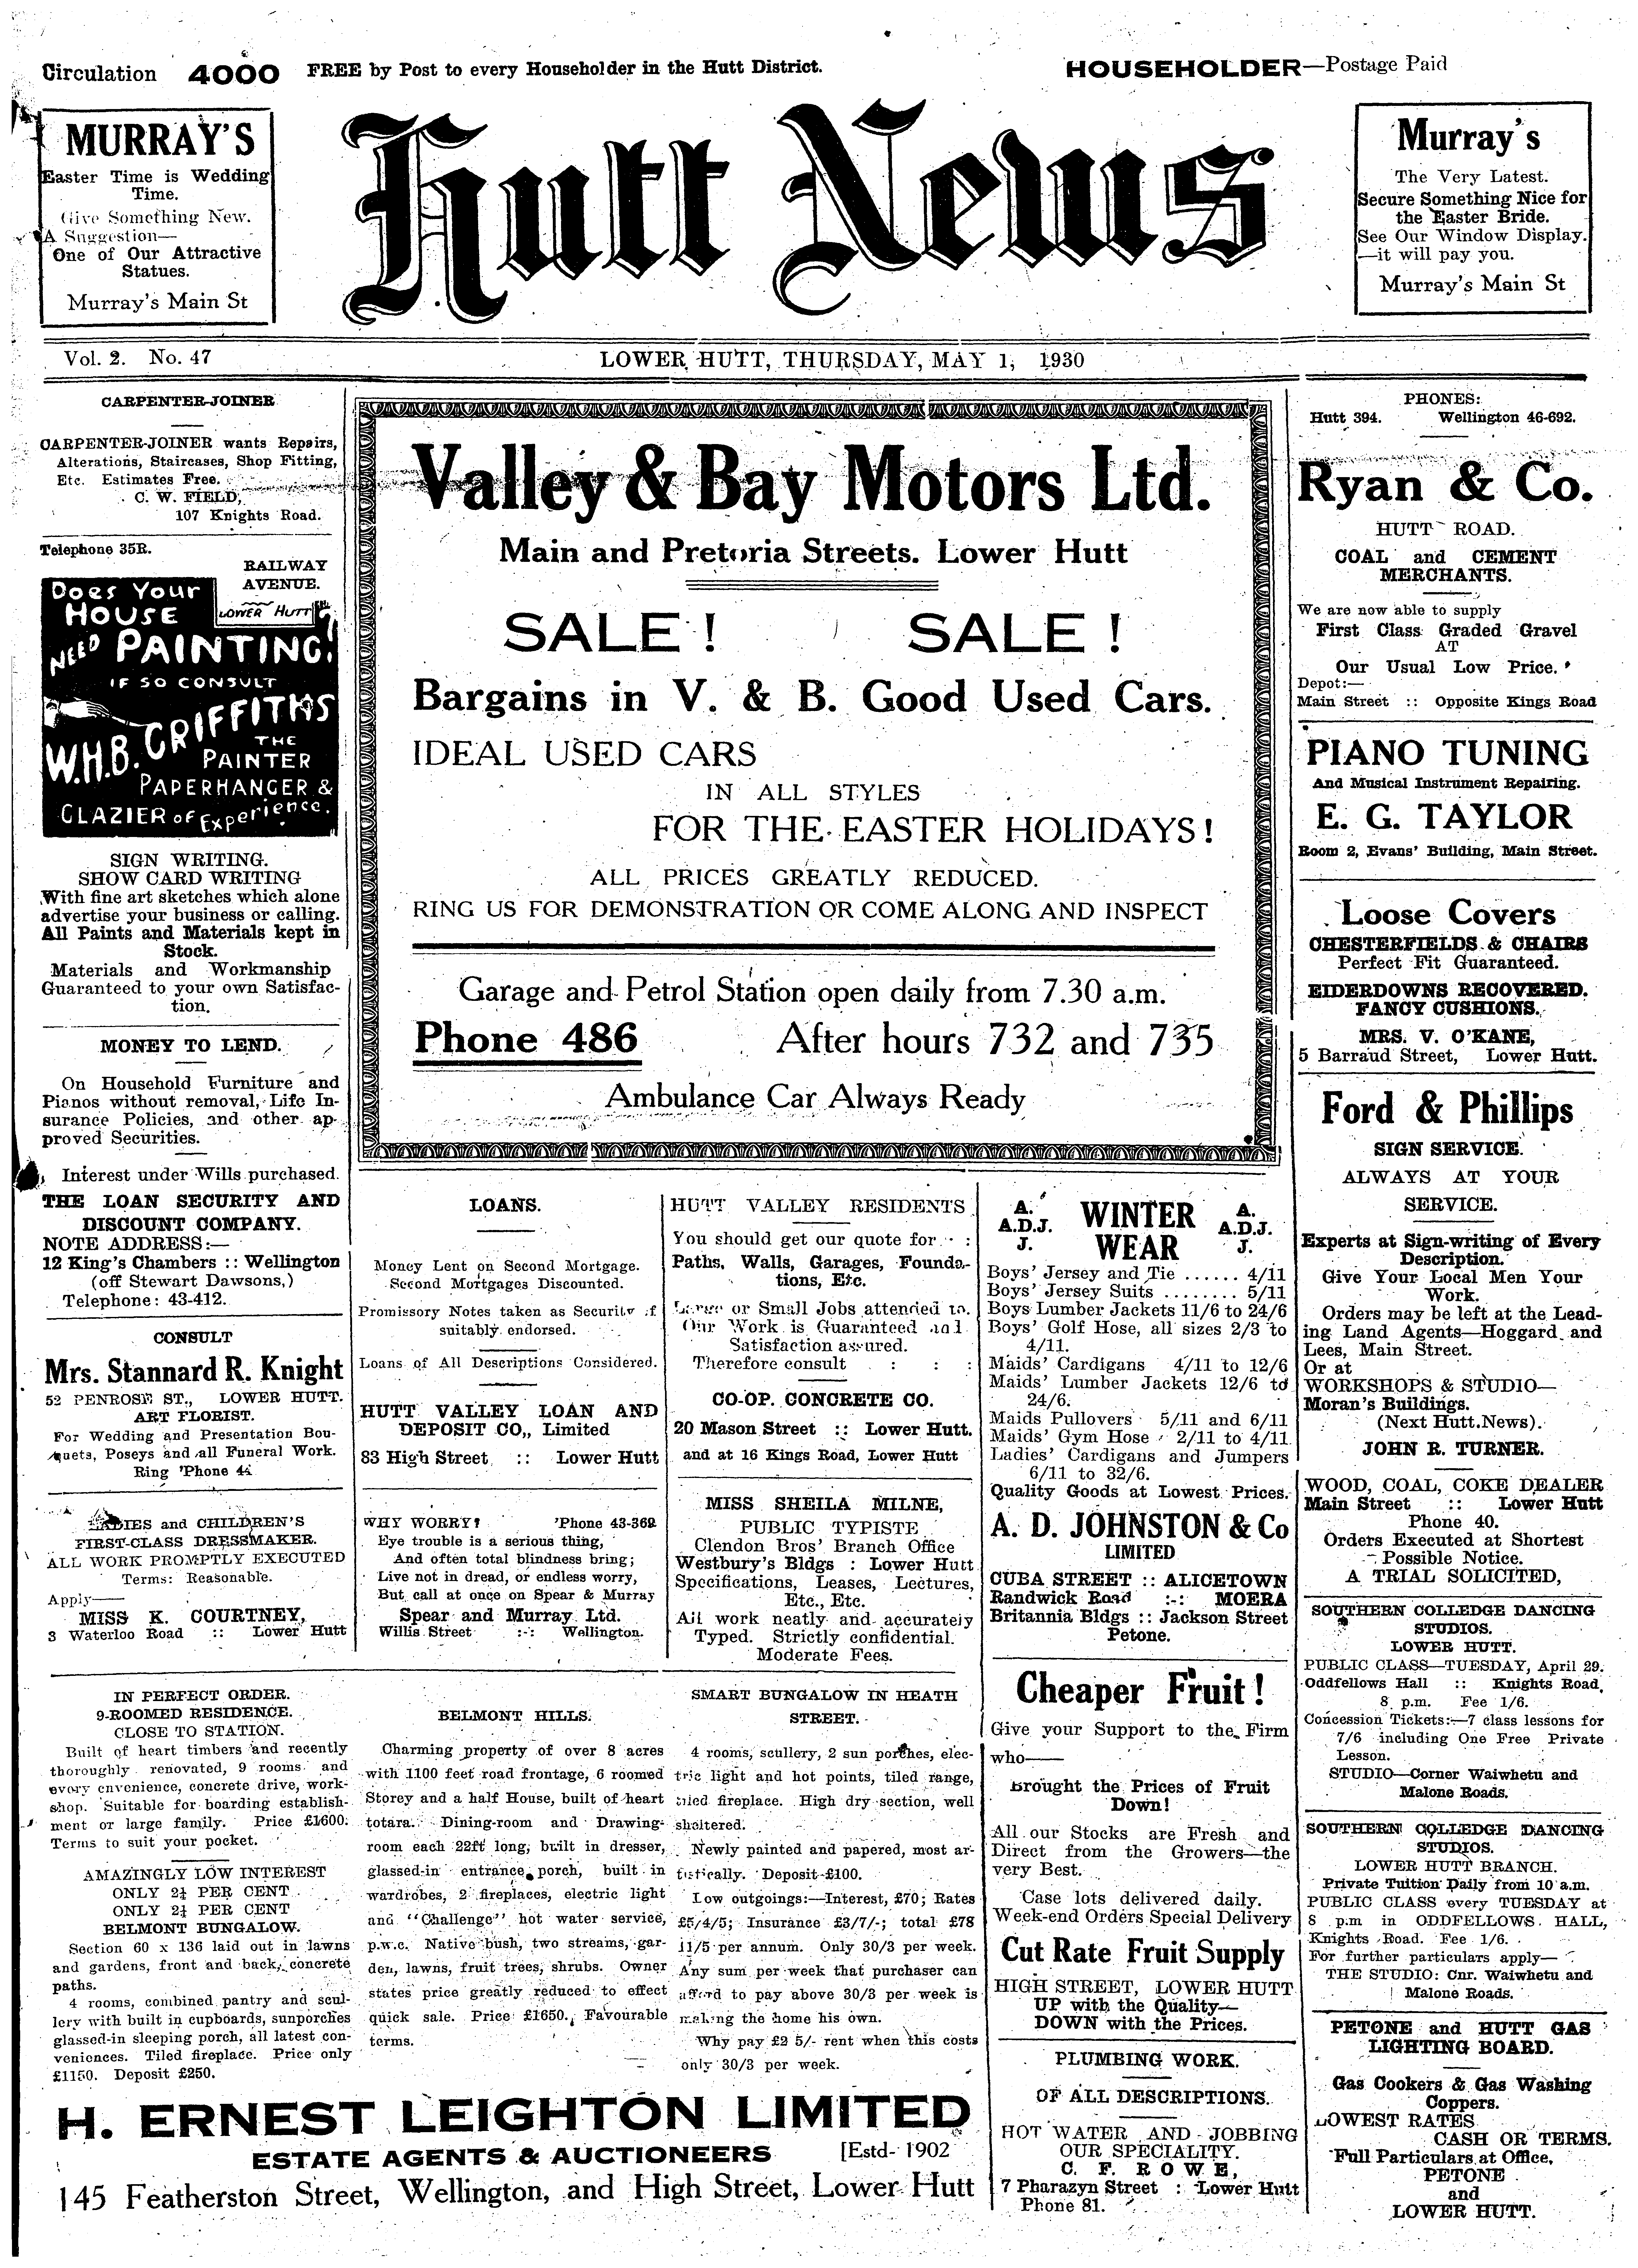 Circulation 4000 FREE by Post to every Householder in the Hutt District.
HOUSEHOLDER—Postage Paid
MURRAY'S
Easter Time is Wedding
Time.
Give Something New.
A Suggestion—
One of Our Attractive
Statues.
Murray's Main St
Hutt News
Murray's
The Very Latest.
Secure Something Nice for
the Easter Bride.
See Our Window Display.
—it will pay you.
Murray's Main St
Vol. 2. No. 47
LOWER HUTT, THURSDAY, MAY 1, 1930
CARPENTER-JOINER
CARPENTER-JOINER wants Repairs,
Alterations, Staircases, Shop Fitting,
Etc. Estimates Free.
C. W. FIELD,
107 Knights Road.
Telephone 35R.
RAILWAY
AVENUE.
LOWER HUTT
Does Your
HOUSE
NEED PAINTING!
IF SO CONSULT
W.H.B. GRIFFITHS
THE
PAINTER
PAPERHANGER &
GLAZIER OF Experience.
SIGN WRITING.
SHOW CARD WRITING
With fine art sketches which alone
advertise your business or calling.
All Paints and Materials kept in
Stock.
Materials and Workmanship
Guaranteed to your own Satisfac-
tion.
MONEY TO LEND.
On Household Furniture and
Pianos without removal, Life In-
surance Policies, and other ap-
proved Securities.
Interest under Wills purchased.
THE LOAN SECURITY AND
DISCOUNT COMPANY.
NOTE ADDRESS:—
12 King's Chambers :: Wellington
(off Stewart Dawsons,)
Telephone: 43-412.
CONSULT
Mrs. Stannard R. Knight
52 PENROSE ST., LOWER HUTT.
ART FLORIST.
For Wedding and Presentation Bou-
quets, Poseys and all Funeral Work.
Ring 'Phone 44
LADIES and CHILDREN'S
FIRST-CLASS DRESSMAKER.
ALL WORK PROMPTLY EXECUTED
Terms: Reasonable.
Apply—
MISS K. COURTNEY,
3 Waterloo Road :: Lower Hutt
Valley & Bay Motors Ltd.
Main and Pretoria Streets. Lower Hutt
SALE! SALE!
Bargains in V. & B. Good Used Cars.
IDEAL USED CARS
IN ALL STYLES
FOR THE EASTER HOLIDAYS!
ALL PRICES GREATLY REDUCED.
RING US FOR DEMONSTRATION OR COME ALONG AND INSPECT
Garage and Petrol Station open daily from 7.30 a.m.
Phone 486 After hours 732 and 735
Ambulance Car Always Ready
LOANS.
Money Lent on Second Mortgage.
Second Mortgages Discounted.
Promissory Notes taken as Security if
suitably endorsed.
Loans of All Descriptions Considered.
HUTT VALLEY LOAN AND
DEPOSIT CO., Limited
83 High Street :: Lower Hutt
WHY WORRY? 'Phone 43-369
Eye trouble is a serious thing,
And often total blindness bring;
Live not in dread, or endless worry,
But call at once on Spear & Murray
Spear and Murray Ltd.
Willis Street :-: Wellington.
HUTT VALLEY RESIDENTS
You should get our quote for :
Paths, Walls, Garages, Founda-
tions, Etc.
Large or Small Jobs attended to.
Our Work is Guaranteed and
Satisfaction assured.
Therefore consult : : :
CO-OP. CONCRETE CO.
20 Mason Street :: Lower Hutt.
and at 16 Kings Road, Lower Hutt
MISS SHEILA MILNE,
PUBLIC TYPISTE
Clendon Bros' Branch Office
Westbury's Bldgs : Lower Hutt
Specifications, Leases, Lectures,
Etc., Etc.
All work neatly and accurately
Typed. Strictly confidential.
Moderate Fees.
A. A.D.J. J. WINTER WEAR A. A.D.J. J.
Boys' Jersey and Tie ...... 4/11
Boys' Jersey Suits ........ 5/11
Boys Lumber Jackets 11/6 to 24/6
Boys' Golf Hose, all sizes 2/3 to
4/11.
Maids' Cardigans 4/11 to 12/6
Maids' Lumber Jackets 12/6 to
24/6.
Maids Pullovers 5/11 and 6/11
Maids' Gym Hose 2/11 to 4/11
Ladies' Cardigans and Jumpers
6/11 to 32/6.
Quality Goods at Lowest Prices.
A. D. JOHNSTON & Co
LIMITED
CUBA STREET :: ALICETOWN
Randwick Road :-: MOERA
Britannia Bldgs :: Jackson Street
Petone.
PHONES:
Hutt 394. Wellington 46-692.
Ryan & Co.
HUTT ROAD.
COAL and CEMENT
MERCHANTS.
We are now able to supply
First Class Graded Gravel
AT
Our Usual Low Price.
Depot:—
Main Street :: Opposite Kings Road
PIANO TUNING
And Musical Instrument Repairing.
E. G. TAYLOR
Room 2, Evans' Building, Main Street.
Loose Covers
CHESTERFIELDS & CHAIRS
Perfect Fit Guaranteed.
EIDERDOWNS RECOVERED.
FANCY CUSHIONS.
MRS. V. O'KANE,
5 Barraud Street, Lower Hutt.
Ford & Phillips
SIGN SERVICE.
ALWAYS AT YOUR
SERVICE.
Experts at Sign-writing of Every
Description.
Give Your Local Men Your
Work.
Orders may be left at the Lead-
ing Land Agents—Hoggard and
Lees, Main Street.
Or at
WORKSHOPS & STUDIO—
Moran's Buildings.
(Next Hutt News).
JOHN R. TURNER.
WOOD, COAL, COKE DEALER
Main Street :: Lower Hutt
Phone 40.
Orders Executed at Shortest
Possible Notice.
A TRIAL SOLICITED,
SOUTHERN COLLEDGE DANCING
STUDIOS.
LOWER HUTT.
PUBLIC CLASS—TUESDAY, April 29.
Oddfellows Hall :: Knights Road,
8 p.m. Fee 1/6.
Concession Tickets:—7 class lessons for
7/6 including One Free Private
Lesson.
STUDIO—Corner Waiwhetu and
Malone Roads.
SOUTHERN COLLEDGE DANCING
STUDIOS.
LOWER HUTT BRANCH.
Private Tuition Daily from 10 a.m.
PUBLIC CLASS every TUESDAY at
8 p.m in ODDFELLOWS HALL,
Knights Road. Fee 1/6.
For further particulars apply—
THE STUDIO: Cnr. Waiwhetu and
Malone Roads.
PETONE and HUTT GAS
LIGHTING BOARD.
Gas Cookers & Gas Washing
Coppers.
LOWEST RATES
CASH OR TERMS.
Full Particulars at Office,
PETONE
and
LOWER HUTT.
IN PERFECT ORDER.
9-ROOMED RESIDENCE.
CLOSE TO STATION.
Built of heart timbers and recently
thoroughly renovated, 9 rooms and
every envenience, concrete drive, work-
shop. Suitable for boarding establish-
ment or large family. Price £1600.
Terms to suit your pocket.
AMAZINGLY LOW INTEREST
ONLY 2¾ PER CENT
ONLY 2¾ PER CENT
BELMONT BUNGALOW.
Section 60 x 136 laid out in lawns
and gardens, front and back, concrete
paths.
4 rooms, combined pantry and scul-
lery with built in cupboards, sunporches
glassed-in sleeping porch, all latest con-
veniences. Tiled fireplace. Price only
£1150. Deposit £250.
BELMONT HILLS.
Charming property of over 8 acres
with 1100 feet road frontage, 6 roomed
Storey and a half House, built of heart
totara. Dining-room and Drawing-
room each 22ft long, built in dresser,
glassed-in entrance porch, built in
wardrobes, 2 fireplaces, electric light
and "Challenge" hot water service,
p.w.c. Native bush, two streams, gar-
den, lawns, fruit trees, shrubs. Owner
states price greatly reduced to effect
quick sale. Price £1650. Favourable
terms.
SMART BUNGALOW IN HEATH
STREET.
4 rooms, scullery, 2 sun porches, elec-
tric light and hot points, tiled range,
tiled fireplace. High dry section, well
sheltered.
Newly painted and papered, most ar-
tistically. Deposit £100.
Low outgoings:—Interest, £70; Rates
£5/4/5; Insurance £3/7/-; total £78
11/5 per annum. Only 30/3 per week.
Any sum per week that purchaser can
afford to pay above 30/3 per week is
making the home his own.
Why pay £2 5/- rent when this costs
only 30/3 per week.
H. ERNEST LEIGHTON LIMITED
ESTATE AGENTS & AUCTIONEERS [Estd- 1902
145 Featherston Street, Wellington, and High Street, Lower Hutt
Cheaper Fruit!
Give your Support to the Firm
who—
Brought the Prices of Fruit
Down!
All our Stocks are Fresh and
Direct from the Growers—the
very Best.
Case lots delivered daily.
Week-end Orders Special Delivery
Cut Rate Fruit Supply
HIGH STREET, LOWER HUTT
UP with the Quality—
DOWN with the Prices.
PLUMBING WORK.
OF ALL DESCRIPTIONS.
HOT WATER AND JOBBING
OUR SPECIALITY.
C. F. ROWE,
7 Pharazyn Street : Lower Hutt
Phone 81.